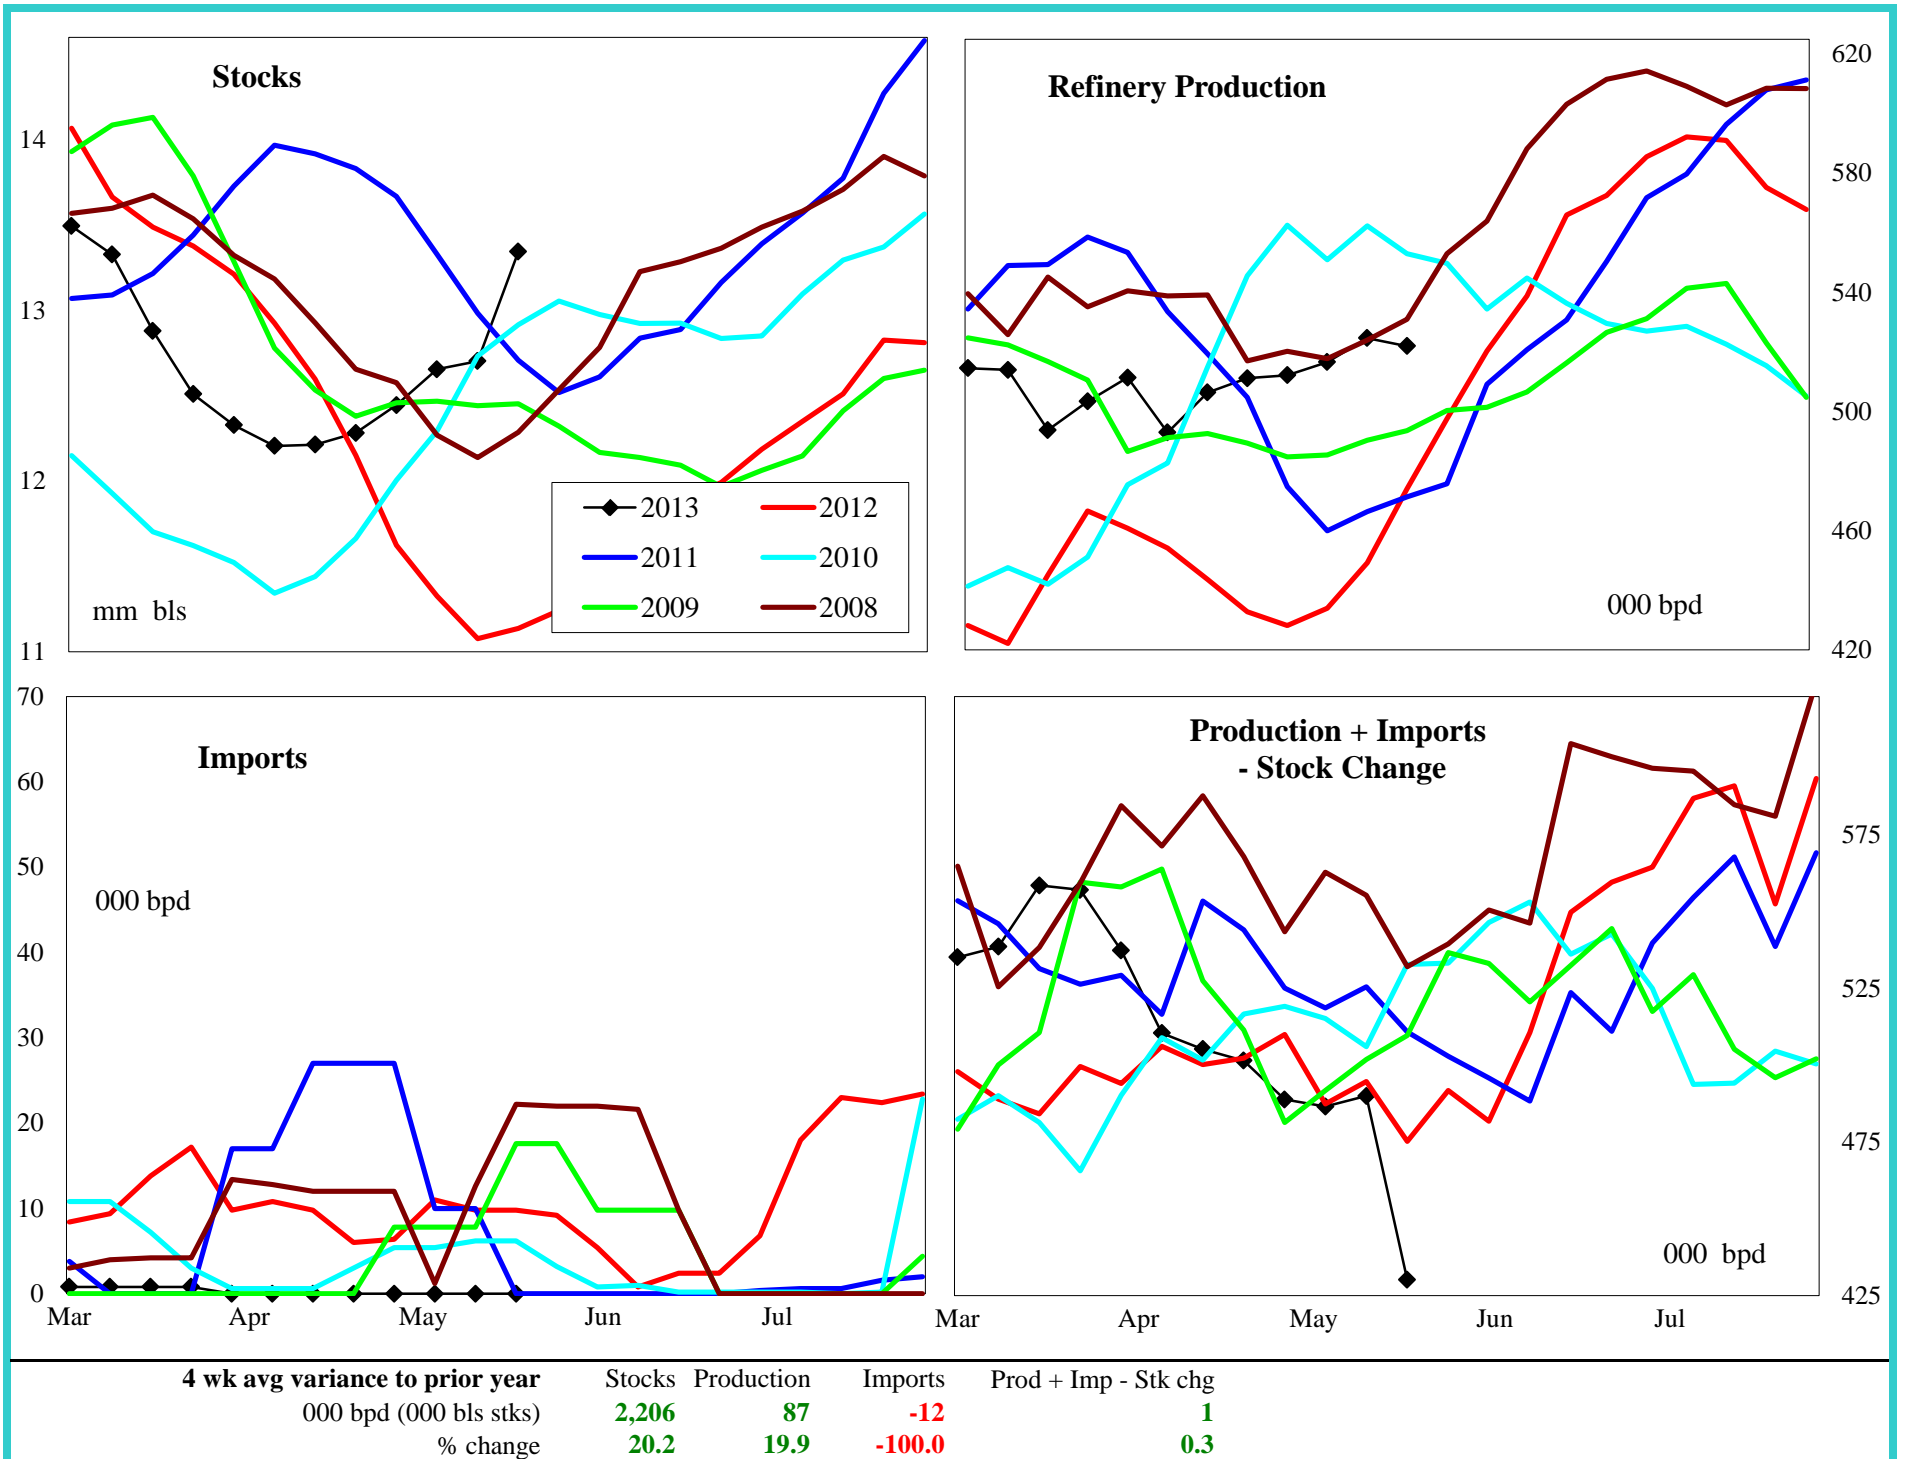 Stocks
14
13
12
11
mm bls
2013
2012
2011
2010
2009
2008
Refinery Production
620
580
540
500
460
420
000 bpd
Imports
70
60
50
40
30
20
10
0
000 bpd
Mar Apr May Jun Jul
Production + Imports
- Stock Change
575
525
475
425
000 bpd
Mar Apr May Jun Jul
4 wk avg variance to prior year Stocks Production Imports Prod + Imp - Stk chg
000 bpd (000 bls stks) 2,206 87 -12 1
% change 20.2 19.9 -100.0 0.3